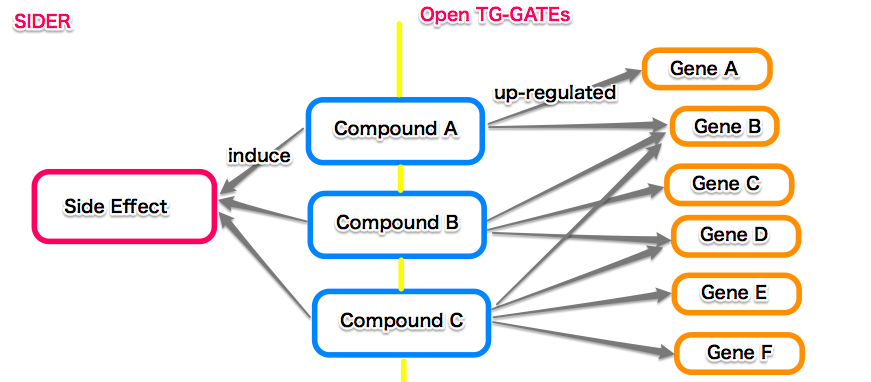 SIDER
Open TG-GATEs
Gene A
up-regulated
Compound A
Gene B
induce
Gene C
Side Effect
Compound B
Gene D
Gene E
Compound C
Gene F